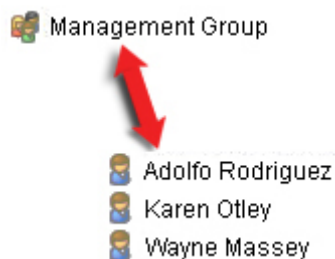 Management Group
Adolfo Rodriguez
Karen Otley
Wayne Massey